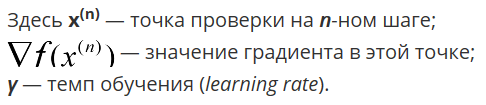 Здесь x⁽ⁿ⁾ — точка проверки на n-ном шаге;
∇f(x⁽ⁿ⁾) — значение градиента в этой точке;
γ — темп обучения (learning rate).